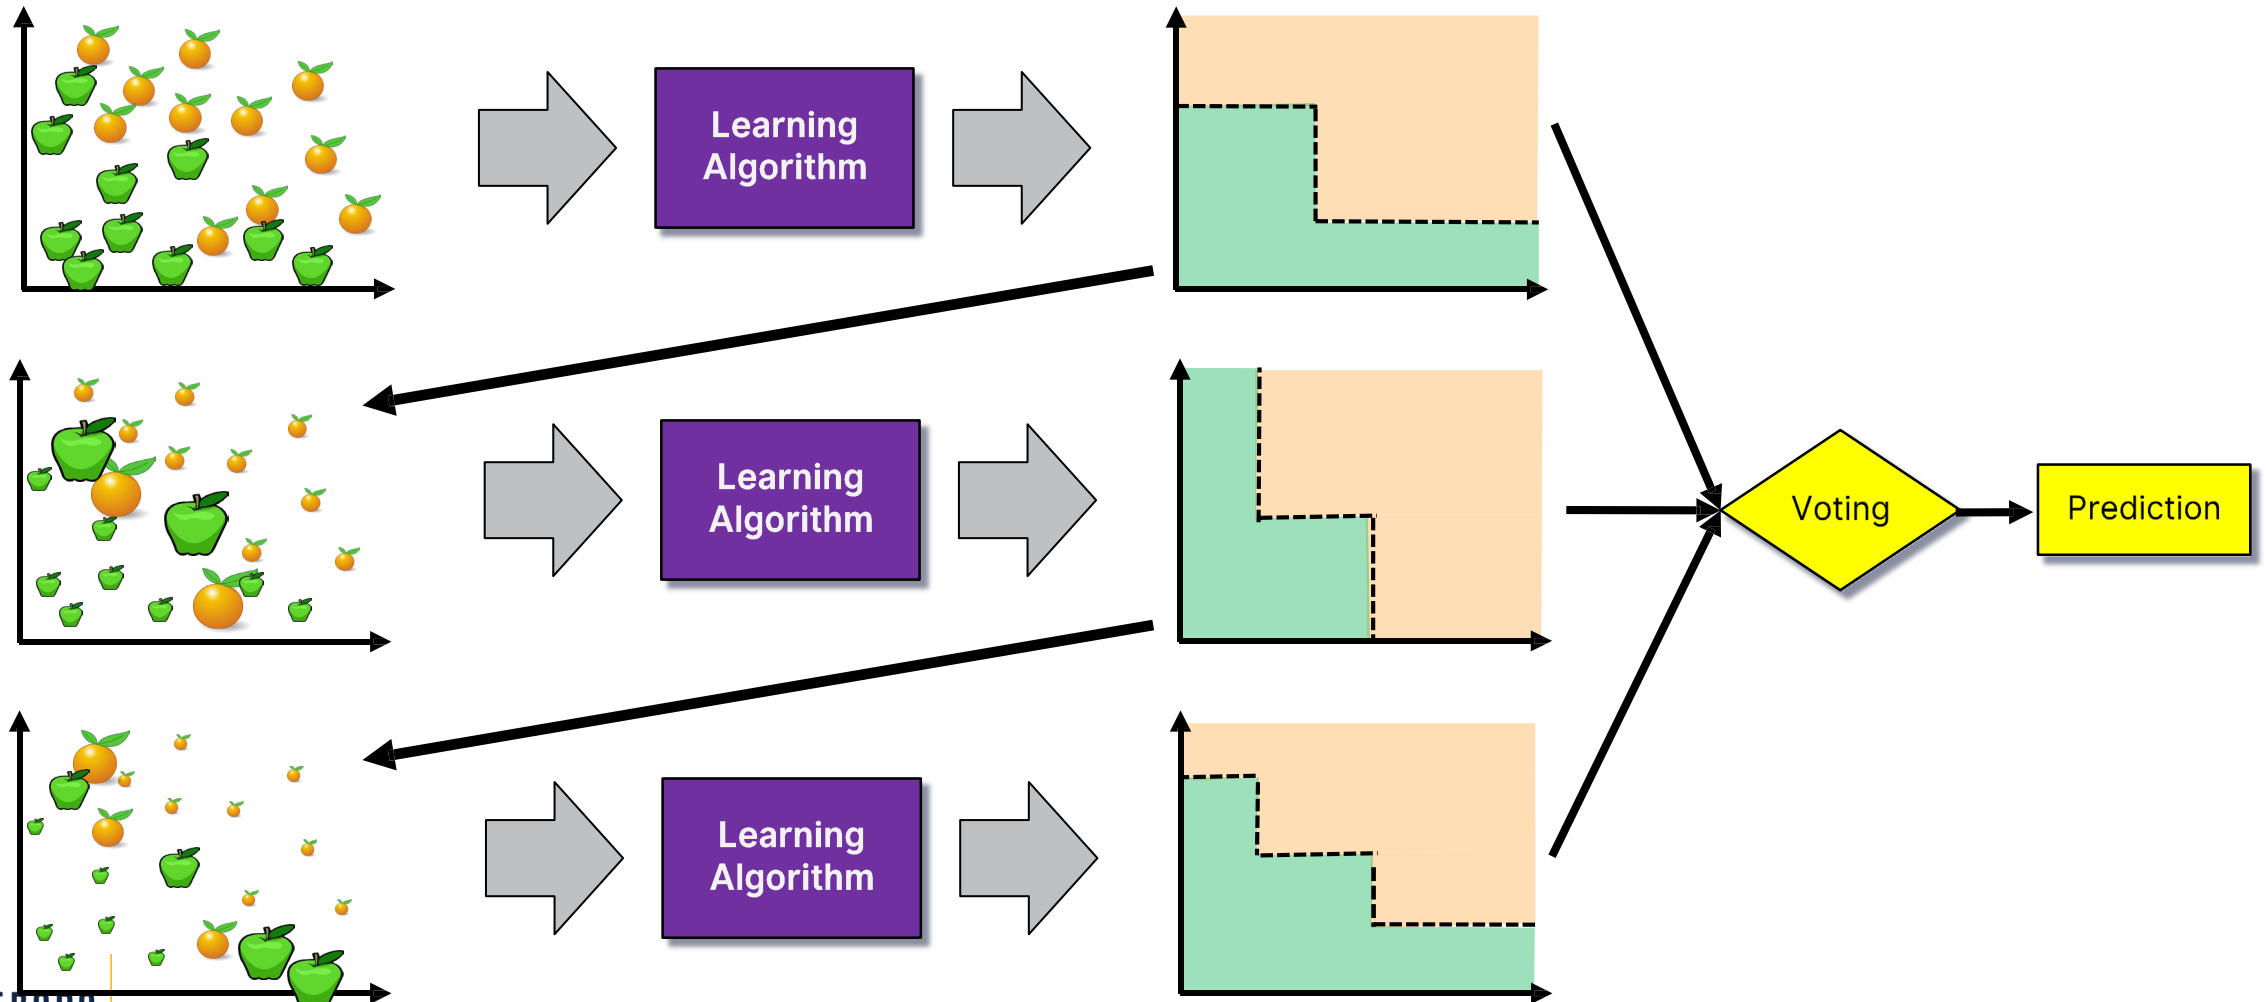 Learning
Algorithm
Learning
Algorithm
Voting
Prediction
Learning
Algorithm